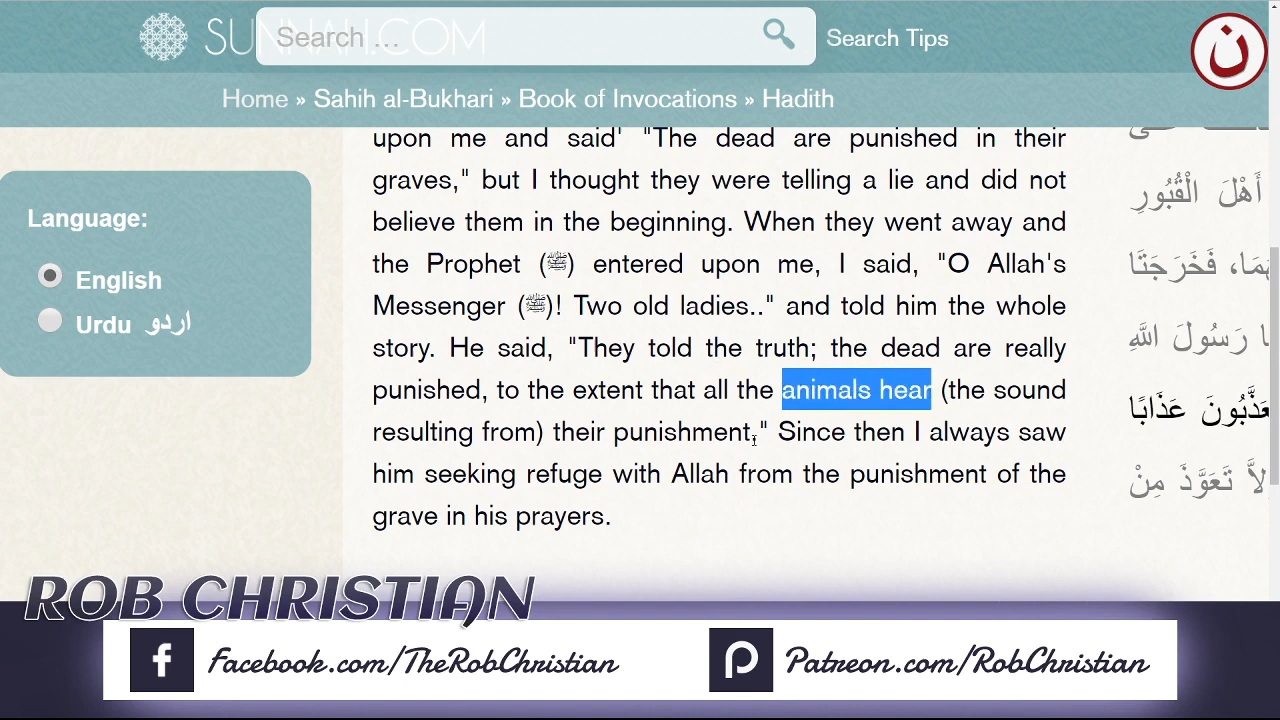 SUNNAH.COM
Search ...
Search Tips
ن
Home » Sahih al-Bukhari » Book of Invocations » Hadith
upon me and said' "The dead are punished in their
graves," but I thought they were telling a lie and did not
believe them in the beginning. When they went away and
the Prophet (ﷺ) entered upon me, I said, "O Allah's
Messenger (ﷺ)! Two old ladies.." and told him the whole
story. He said, "They told the truth; the dead are really
punished, to the extent that all the animals hear (the sound
resulting from) their punishment." Since then I always saw
him seeking refuge with Allah from the punishment of the
grave in his prayers.
Language:
English
Urdu اردو
أَهْلَ الْقُبُورِ
هِمَا، فَخَرَجَتَا
ا رَسُولَ اللَّهِ
عَذَّبُونَ عَذَابًا
لاَّ تَعَوَّذَ مِنْ
ROB CHRISTIAN
Facebook.com/TheRobChristian
Patreon.com/RobChristian